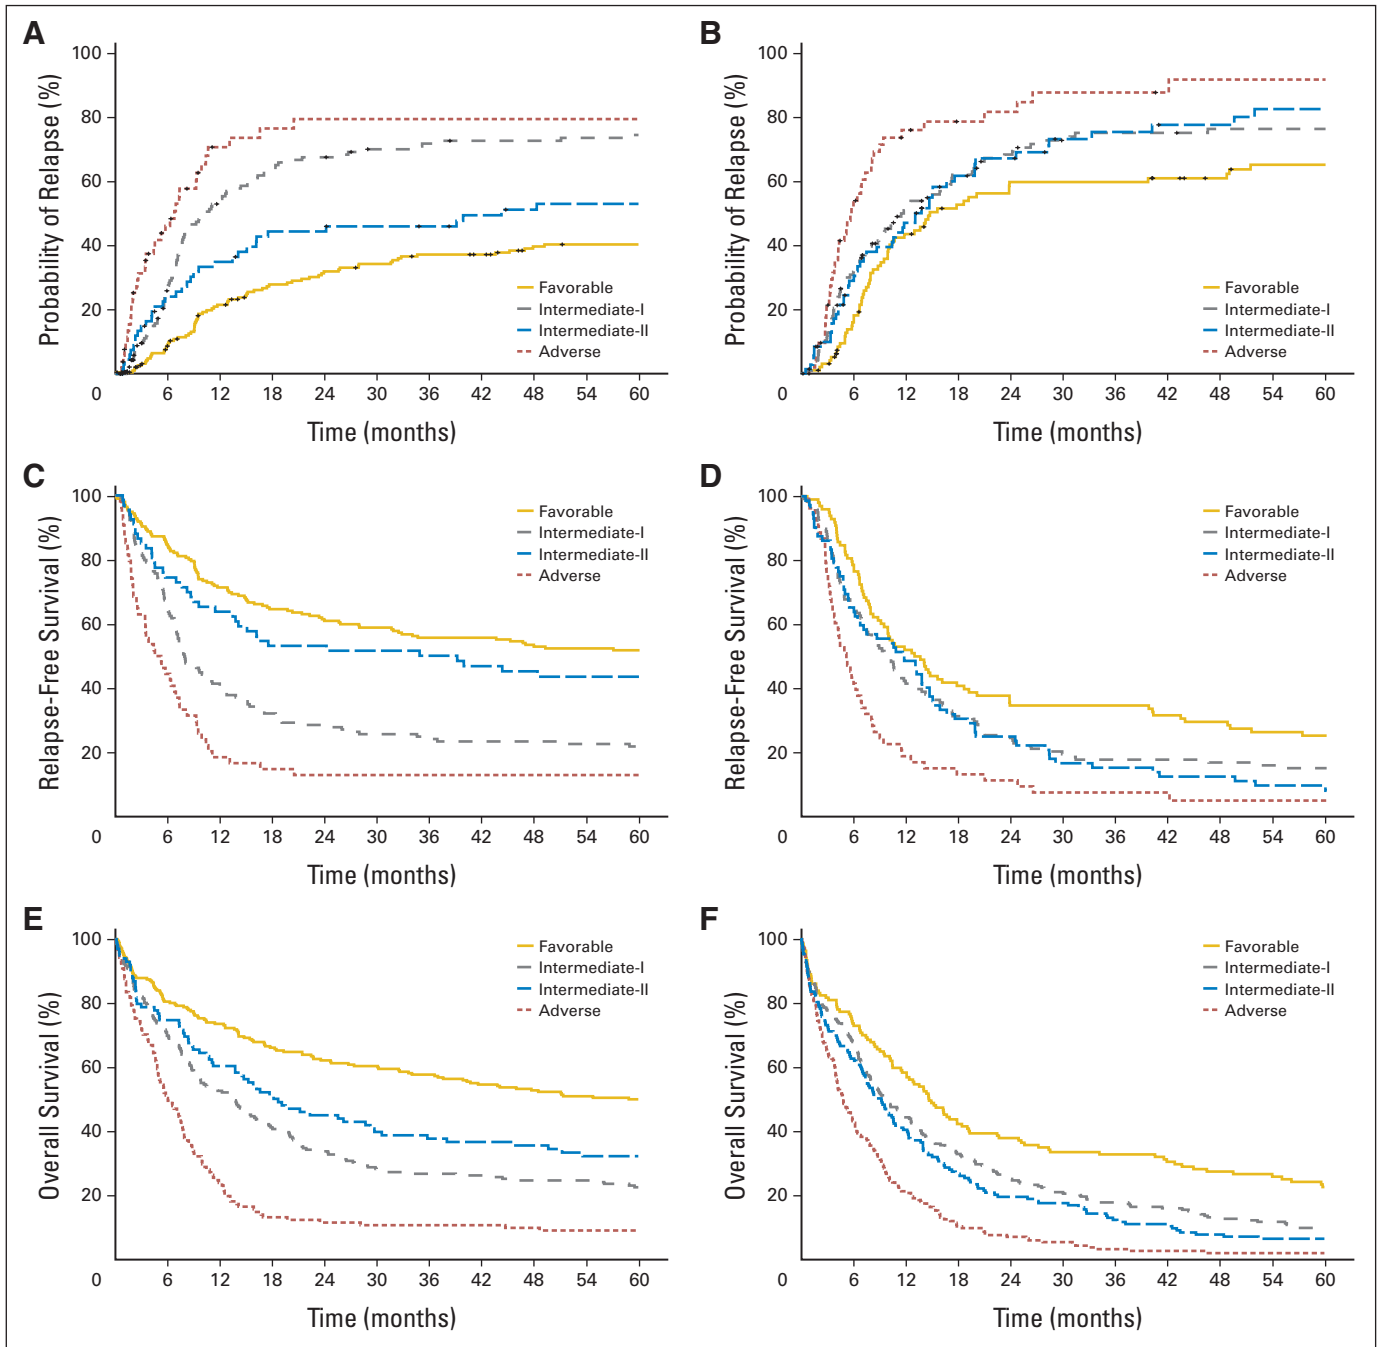 A
Probability of Relapse (%)
100
80
60
40
20
0 6 12 18 24 30 36 42 48 54 60
Time (months)
Favorable
Intermediate-I
Intermediate-II
Adverse
B
Probability of Relapse (%)
100
80
60
40
20
0 6 12 18 24 30 36 42 48 54 60
Time (months)
Favorable
Intermediate-I
Intermediate-II
Adverse
C
Relapse-Free Survival (%)
100
80
60
40
20
0 6 12 18 24 30 36 42 48 54 60
Time (months)
Favorable
Intermediate-I
Intermediate-II
Adverse
D
Relapse-Free Survival (%)
100
80
60
40
20
0 6 12 18 24 30 36 42 48 54 60
Time (months)
Favorable
Intermediate-I
Intermediate-II
Adverse
E
Overall Survival (%)
100
80
60
40
20
0 6 12 18 24 30 36 42 48 54 60
Time (months)
Favorable
Intermediate-I
Intermediate-II
Adverse
F
Overall Survival (%)
100
80
60
40
20
0 6 12 18 24 30 36 42 48 54 60
Time (months)
Favorable
Intermediate-I
Intermediate-II
Adverse